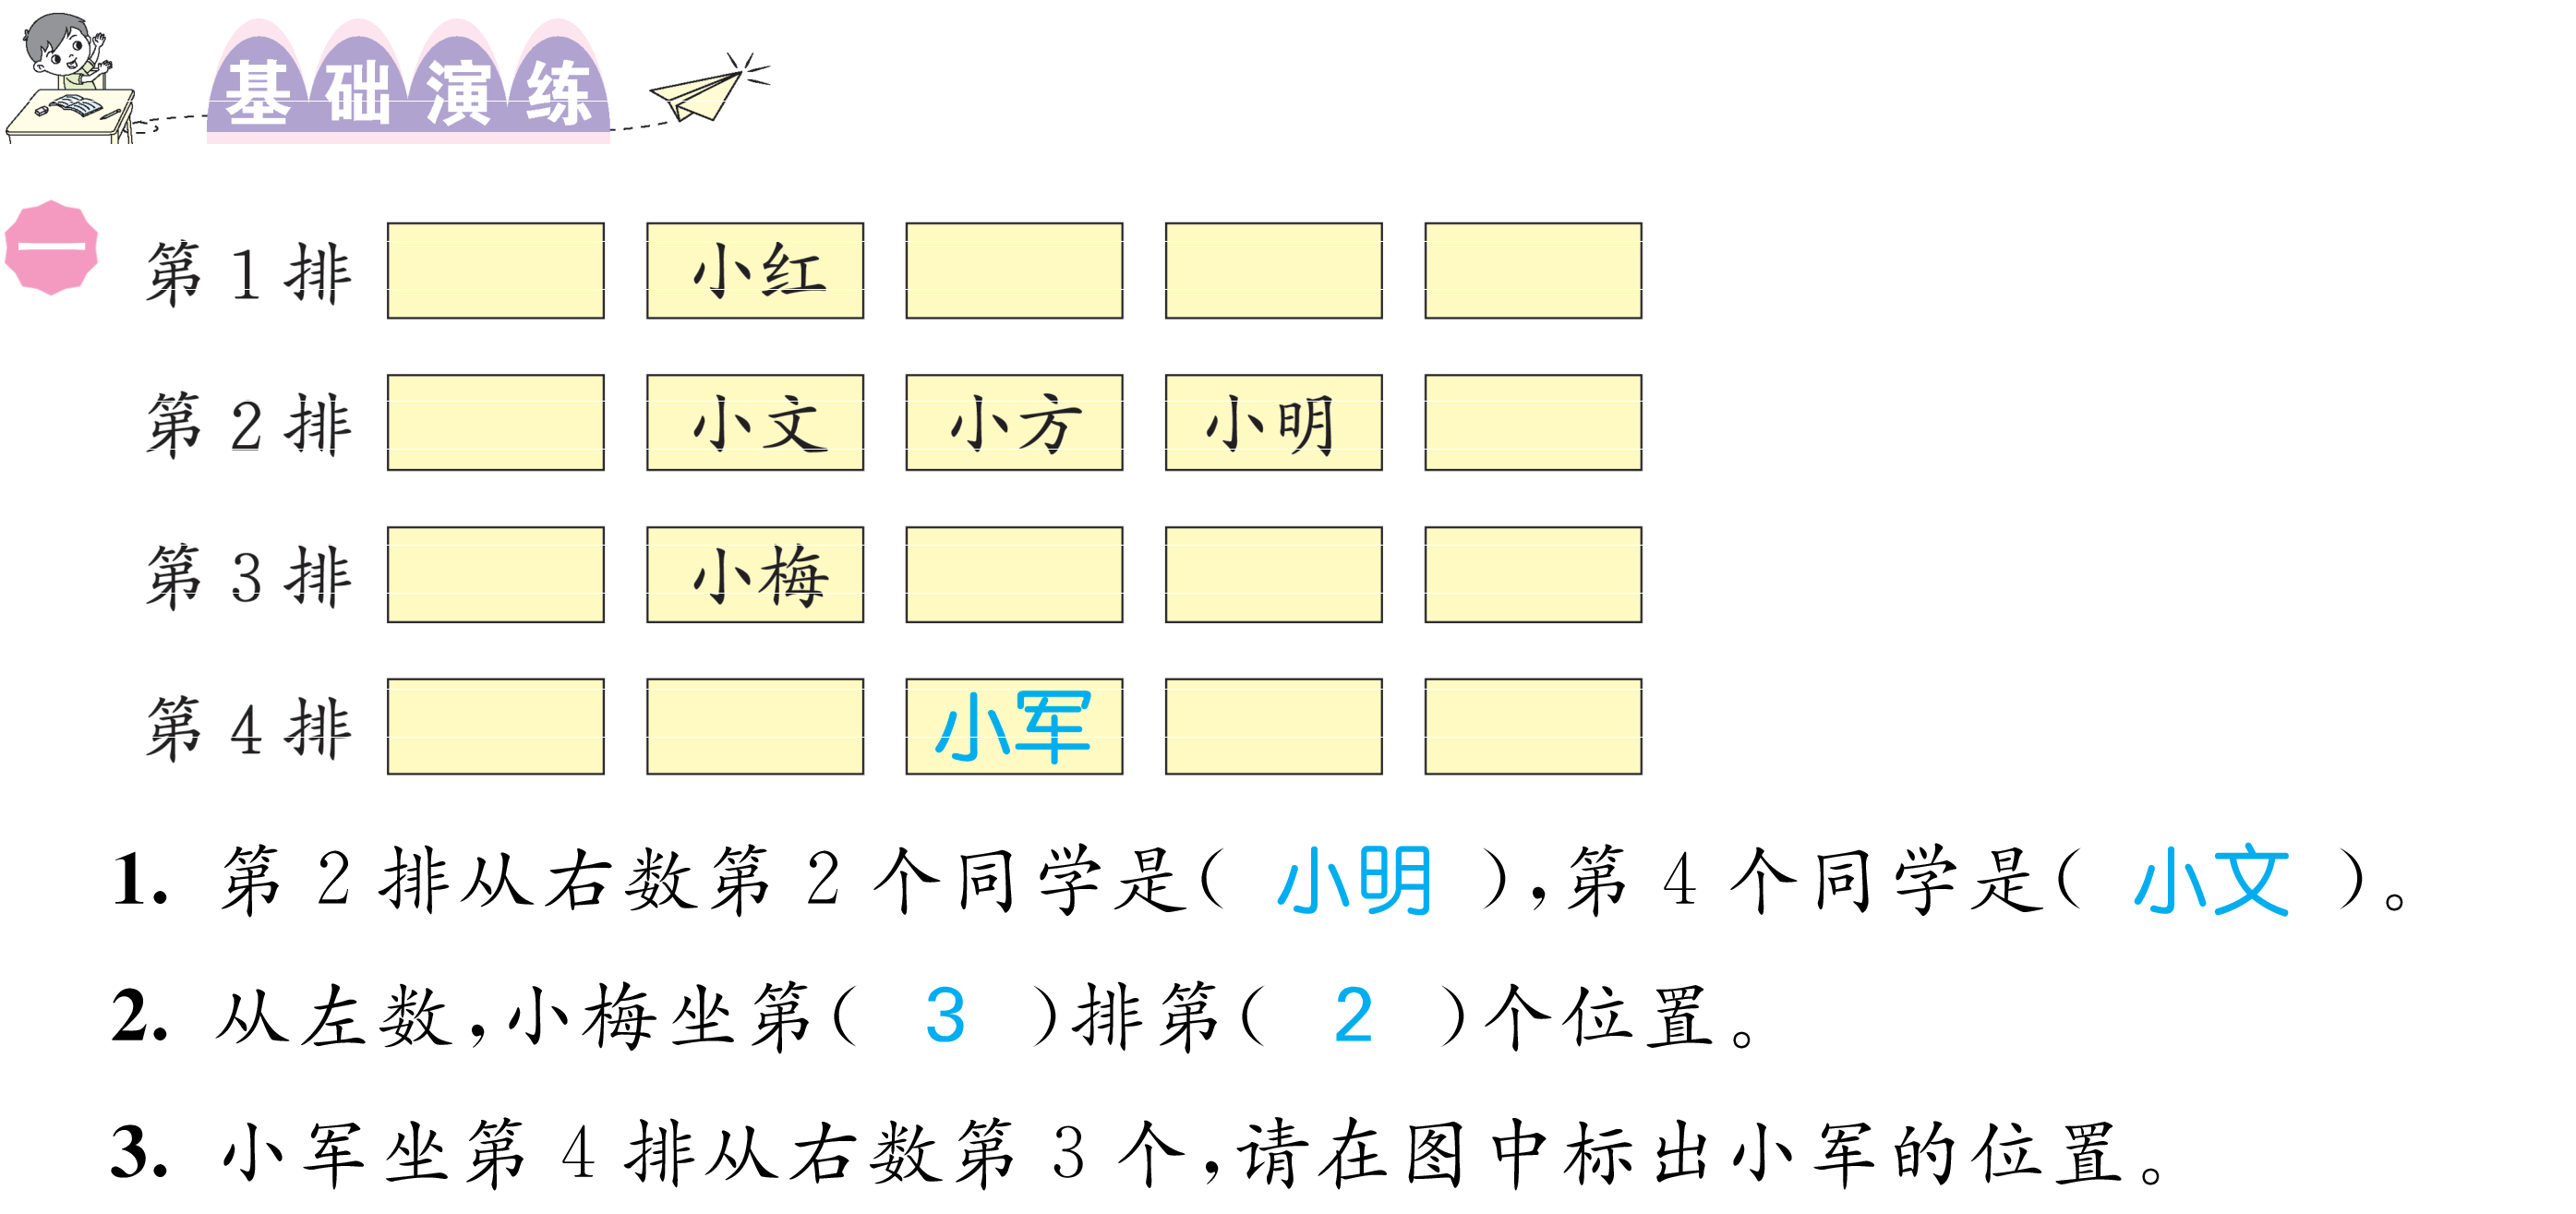 基础演练
一
第1排 小红
第2排 小文 小方 小明
第3排 小梅
第4排 小军
1. 第2排从右数第2个同学是( 小明 ),第4个同学是( 小文 )。
2. 从左数,小梅坐第( 3 )排第( 2 )个位置。
3. 小军坐第4排从右数第3个,请在图中标出小军的位置。